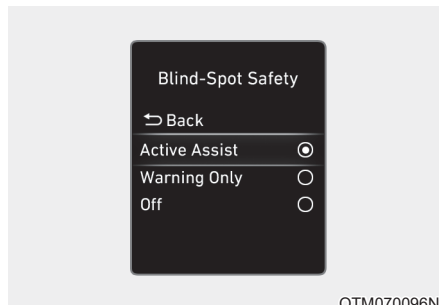 Blind-Spot Safety
Back
Active Assist
Warning Only
Off
OTM070096N